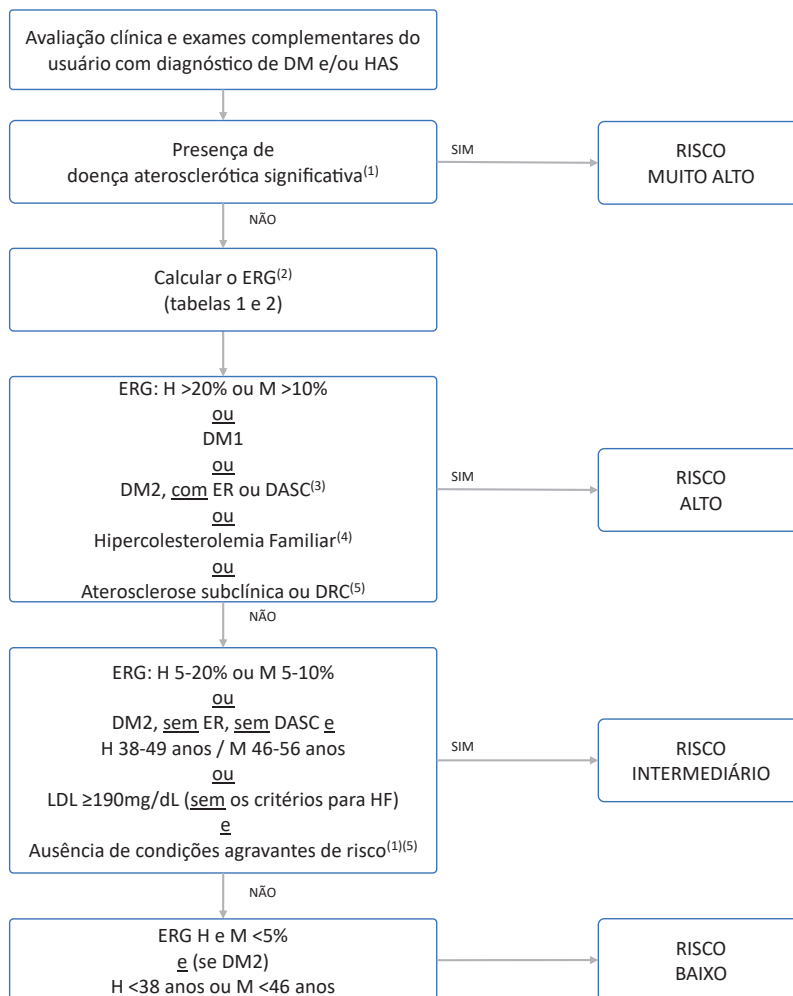 Avaliação clínica e exames complementares do
usuário com diagnóstico de DM e/ou HAS
Presença de
doença aterosclerótica significativa(1)
SIM
RISCO
MUITO ALTO
NÃO
Calcular o ERG(2)
(tabelas 1 e 2)
ERG: H >20% ou M >10%
ou
DM1
ou
DM2, com ER ou DASC(3)
ou
Hipercolesterolemia Familiar(4)
ou
Aterosclerose subclínica ou DRC(5)
SIM
RISCO
ALTO
NÃO
ERG: H 5-20% ou M 5-10%
ou
DM2, sem ER, sem DASC e
H 38-49 anos / M 46-56 anos
ou
LDL ≥190mg/dL (sem os critérios para HF)
e
Ausência de condições agravantes de risco(1)(5)
SIM
RISCO
INTERMEDIÁRIO
NÃO
ERG H e M <5%
e (se DM2)
H <38 anos ou M <46 anos
RISCO
BAIXO